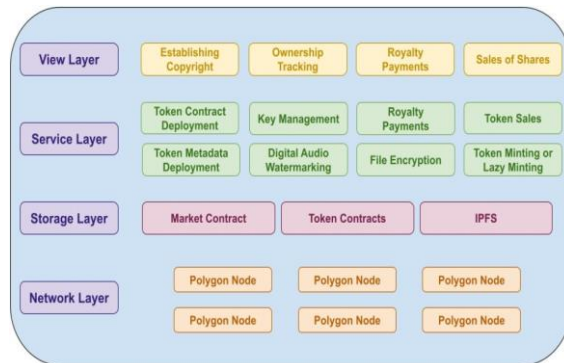 View Layer
Establishing
Copyright
Ownership
Tracking
Royalty
Payments
Sales of Shares
Service Layer
Token Contract
Deployment
Key Management
Royalty
Payments
Token Sales
Token Metadata
Deployment
Digital Audio
Watermarking
File Encryption
Token Minting or
Lazy Minting
Storage Layer
Market Contract
Token Contracts
IPFS
Network Layer
Polygon Node
Polygon Node
Polygon Node
Polygon Node
Polygon Node
Polygon Node